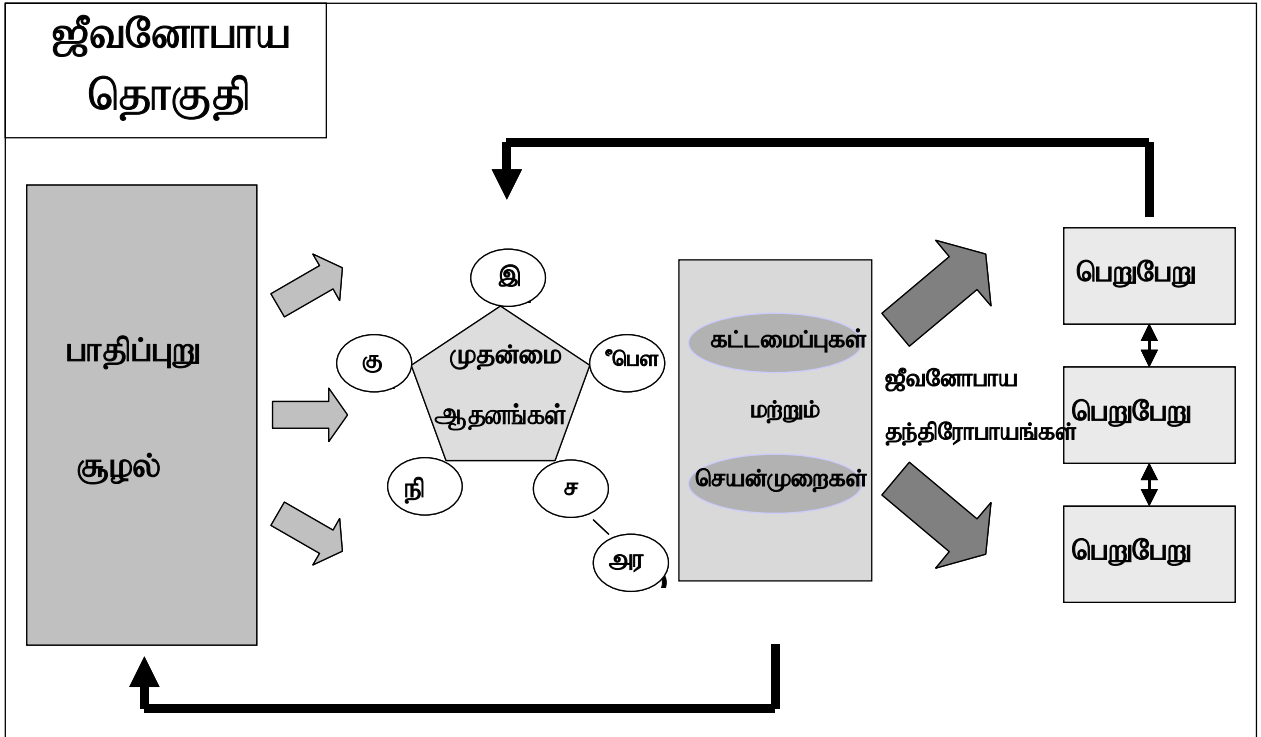 ஜீவனோபாய
தொகுதி
பாதிப்புறு
சூழல்
இ
கு
முதன்மை
ஆதனங்கள்
பௌ
நி
ச
அர
கட்டமைப்புகள்
மற்றும்
செயன்முறைகள்
ஜீவனோபாய
தந்திரோபாயங்கள்
பெறுபேறு
பெறுபேறு
பெறுபேறு